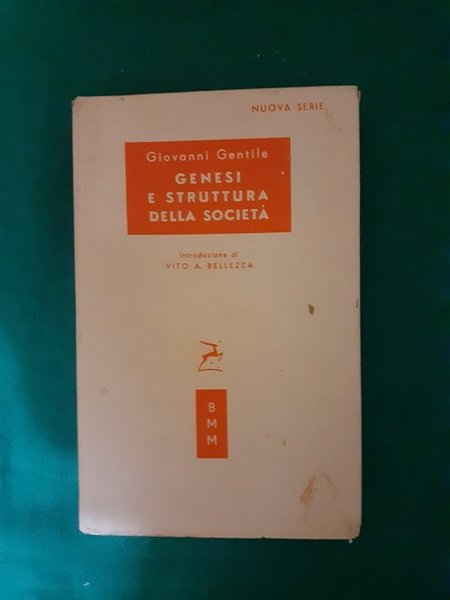 NUOVA SERIE
Giovanni Gentile
GENESI
E STRUTTURA
DELLA SOCIETÀ
Introduzione di
VITO A. BELLEZZA
B
M
M